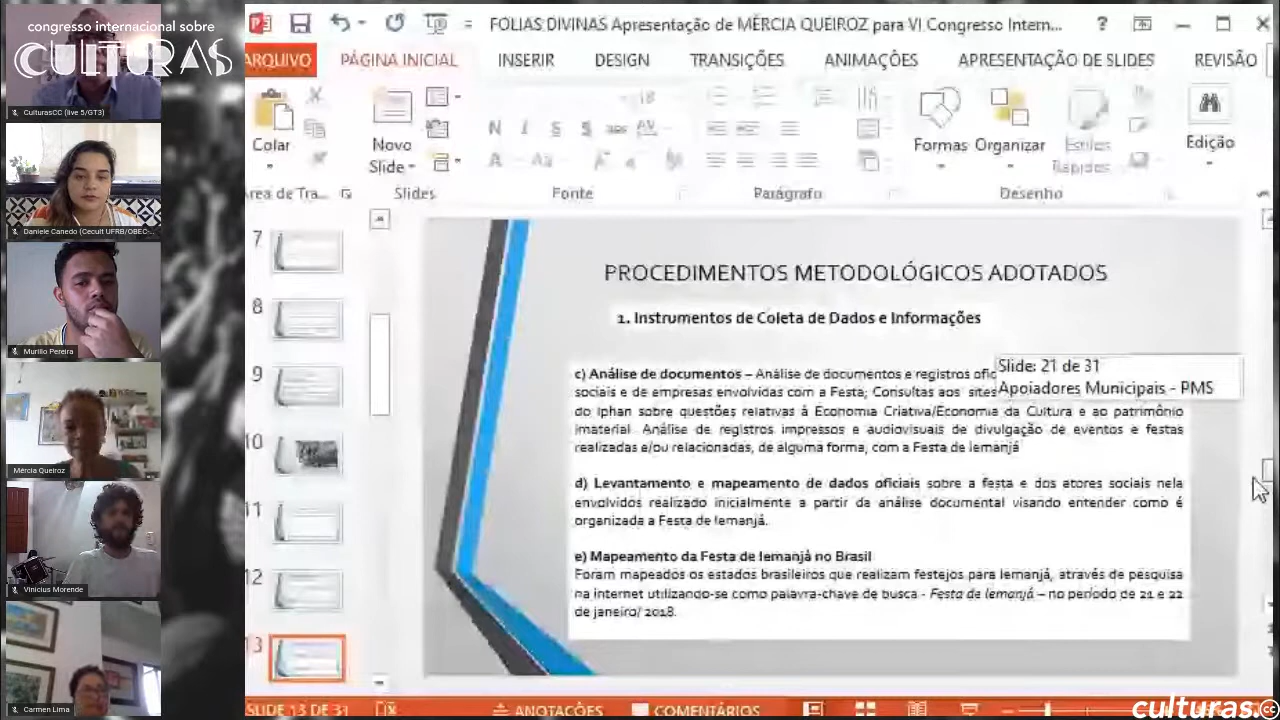 congresso internacional sobre
CULTURAS
CulturasCC (live 5/GT3)
Daniele Canedo (Cecult UFRB/OBEC-...
Murillo Pereira
Mércia Queiroz
Vinicius Morende
Carmen Lima
FOLIAS DIVINAS Apresentação de MÉRCIA QUEIROZ para VI Congresso Intern...
ARQUIVO PÁGINA INICIAL INSERIR DESIGN TRANSIÇÕES ANIMAÇÕES APRESENTAÇÃO DE SLIDES REVISÃO
Colar
Novo
Slide
Formas
Organizar
Estilos
Rápidos
Edição
Área de Tra...
Slides
Fonte
Parágrafo
Desenho
7
8
9
10
11
12
13
PROCEDIMENTOS METODOLÓGICOS ADOTADOS
1. Instrumentos de Coleta de Dados e Informações
c) Análise de documentos – Análise de documentos e registros ofic
sociais e de empresas envolvidas com a Festa; Consultas aos sites
do Iphan sobre questões relativas à Economia Criativa/Economia da Cultura e ao patrimônio
imaterial. Análise de registros impressos e audiovisuais de divulgação de eventos e festas
realizadas e/ou relacionadas, de alguma forma, com a Festa de Iemanjá
Slide: 21 de 31
Apoiadores Municipais - PMS
d) Levantamento e mapeamento de dados oficiais sobre a festa e dos atores sociais nela
envolvidos realizado inicialmente a partir da análise documental visando entender como é
organizada a Festa de Iemanjá.
e) Mapeamento da Festa de Iemanjá no Brasil
Foram mapeados os estados brasileiros que realizam festejos para Iemanjá, através de pesquisa
na internet utilizando-se como palavra-chave de busca - Festa de Iemanjá – no período de 21 e 22
de janeiro/ 2018.
SLIDE 13 DE 31
ANOTAÇÕES
COMENTÁRIOS
culturas.cc